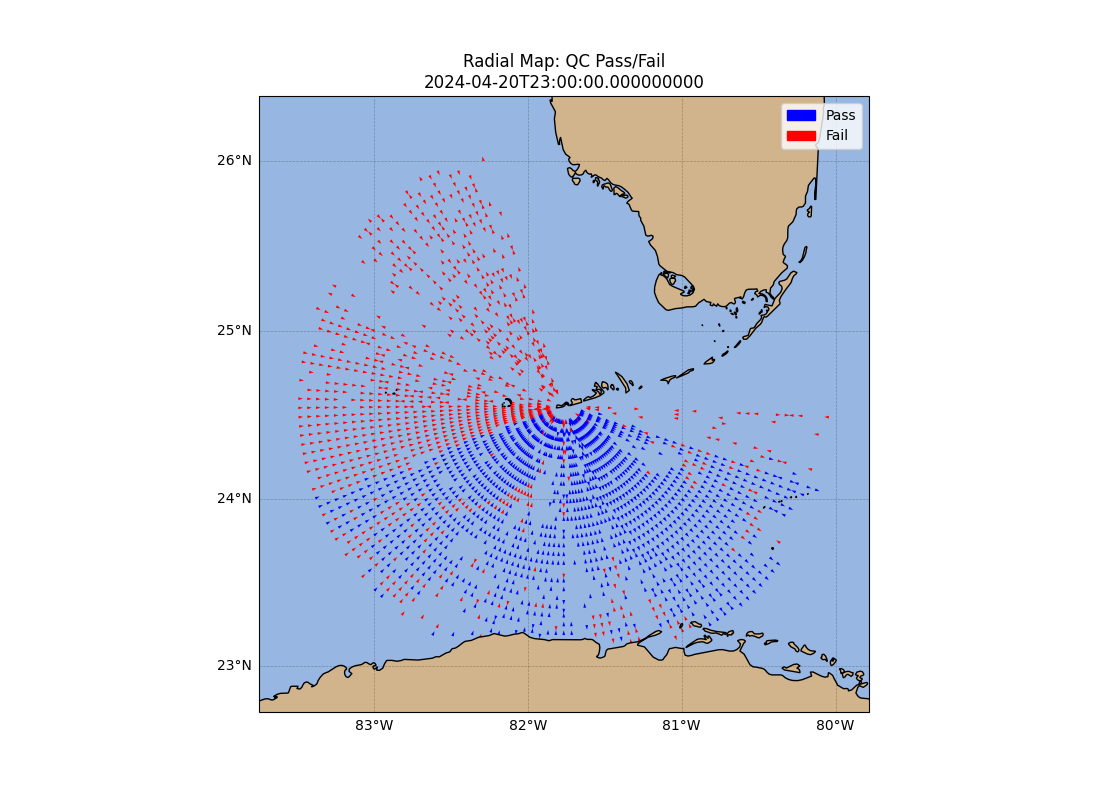 Radial Map: QC Pass/Fail
2024-04-20T23:00:00.000000000
Pass
Fail
26°N
25°N
24°N
23°N
83°W
82°W
81°W
80°W